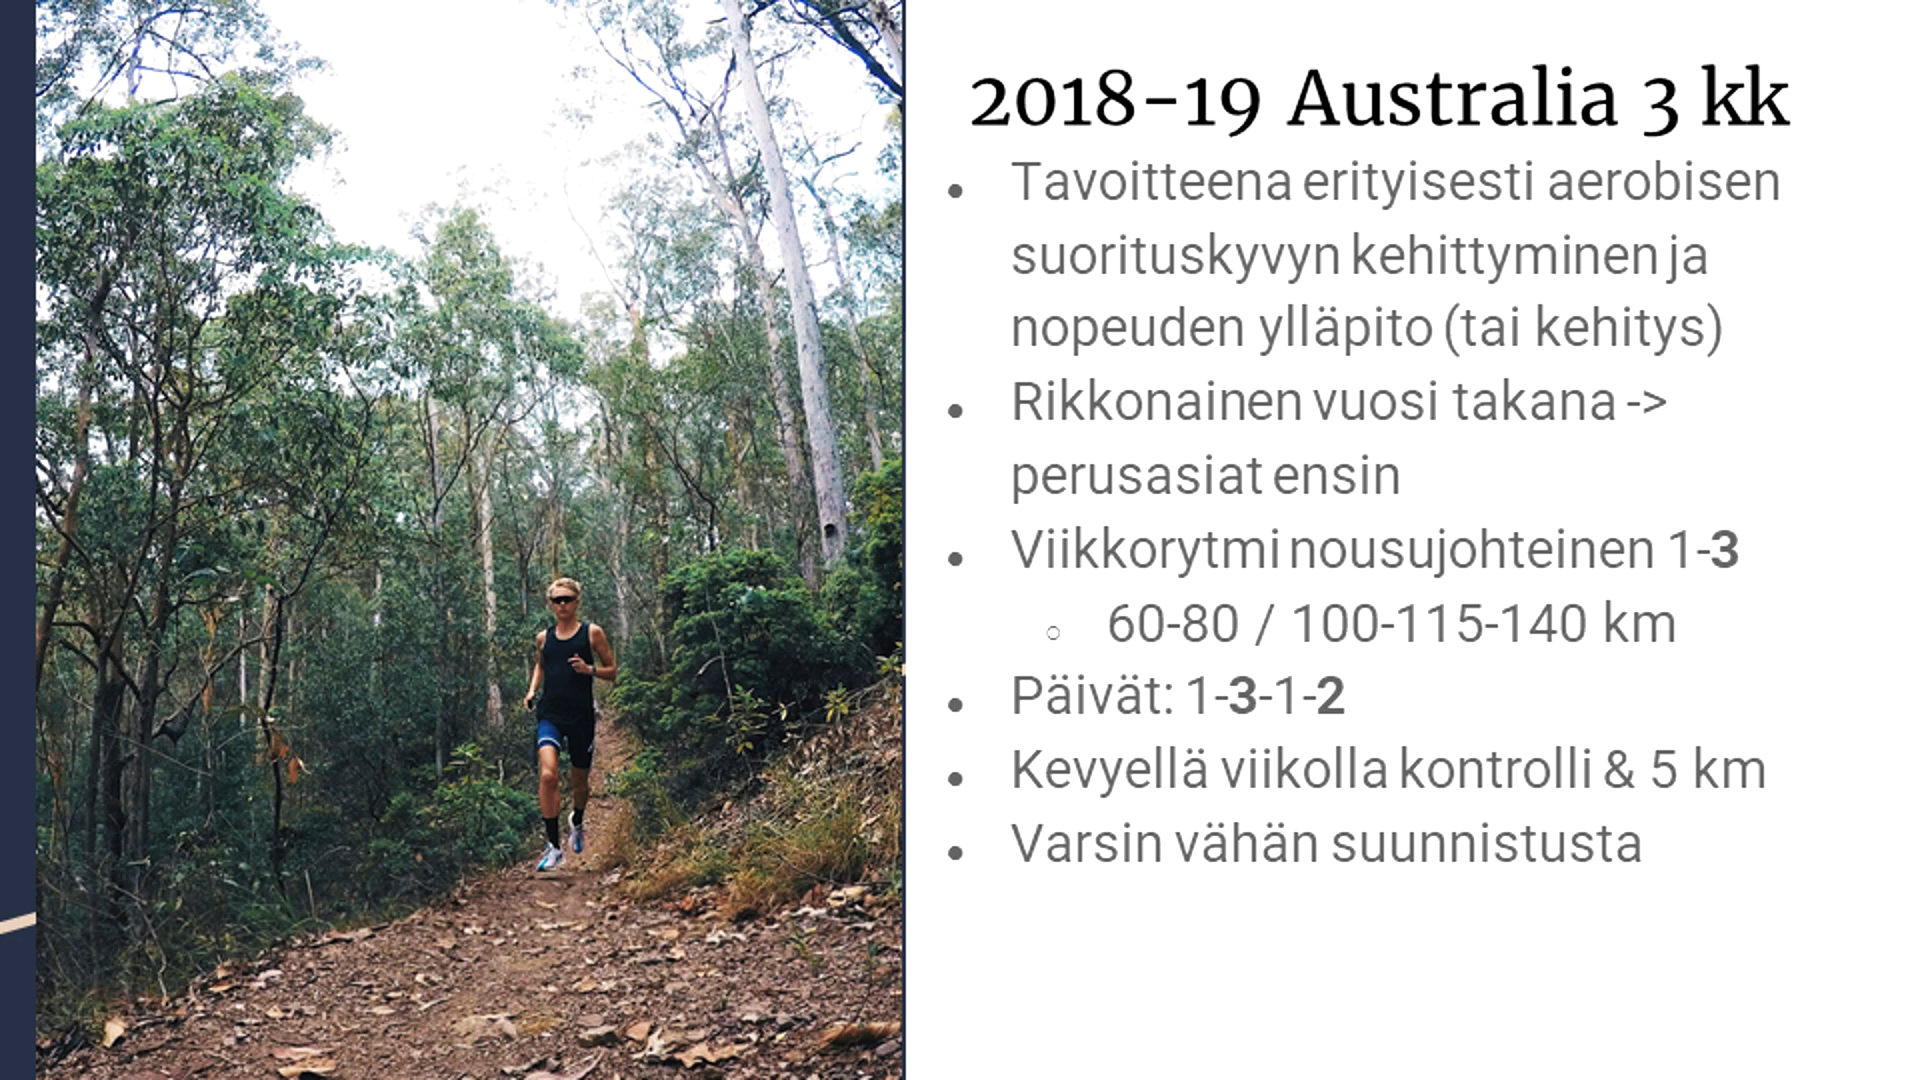 2018-19 Australia 3 kk
● Tavoitteena erityisesti aerobisen
suorituskyvyn kehittyminen ja
nopeuden ylläpito (tai kehitys)
● Rikkonainen vuosi takana ->
perusasiat ensin
● Viikkorytmi nousujohteinen 1-3
○ 60-80 / 100-115-140 km
● Päivät: 1-3-1-2
● Kevyellä viikolla kontrolli & 5 km
● Varsin vähän suunnistusta